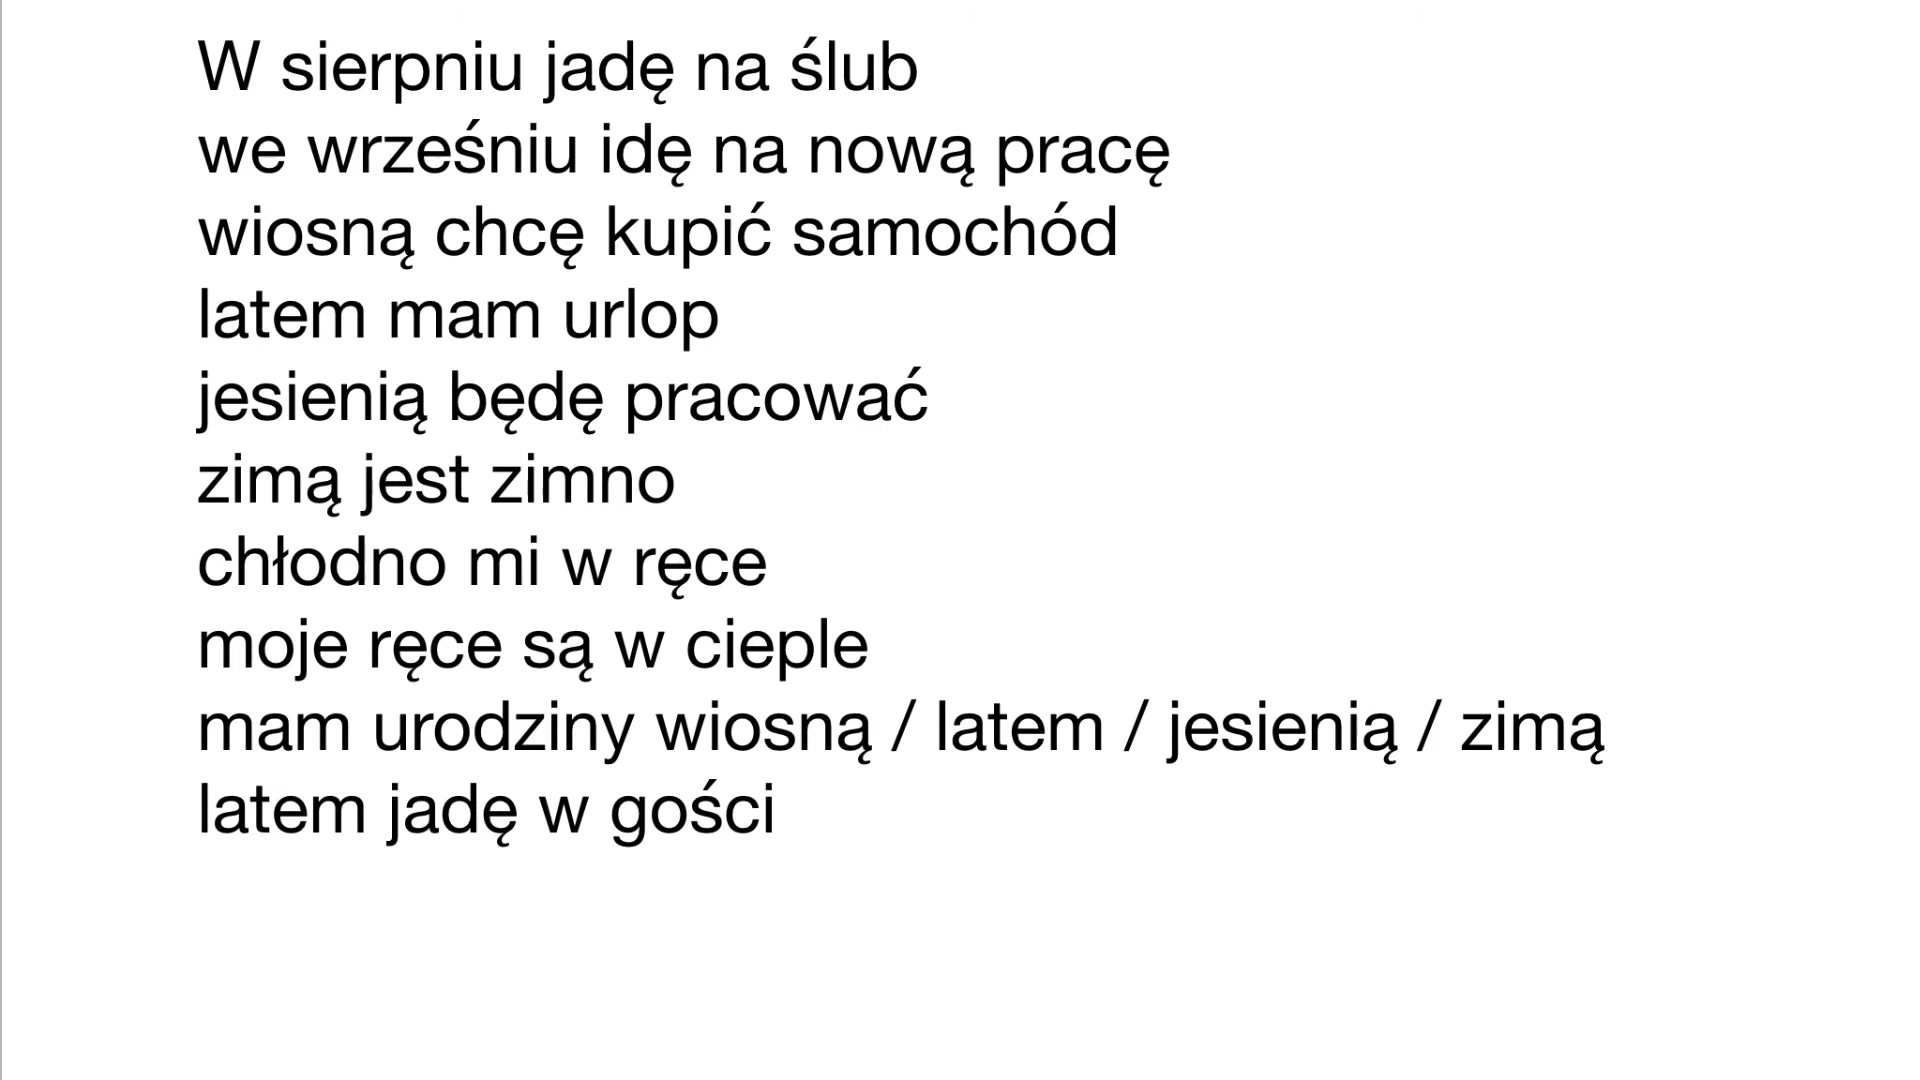 W sierpniu jadę na ślub
we wrześniu idę na nową pracę
wiosną chcę kupić samochód
latem mam urlop
jesienią będę pracować
zimą jest zimno
chłodno mi w ręce
moje ręce są w cieple
mam urodziny wiosną / latem / jesienią / zimą
latem jadę w gości